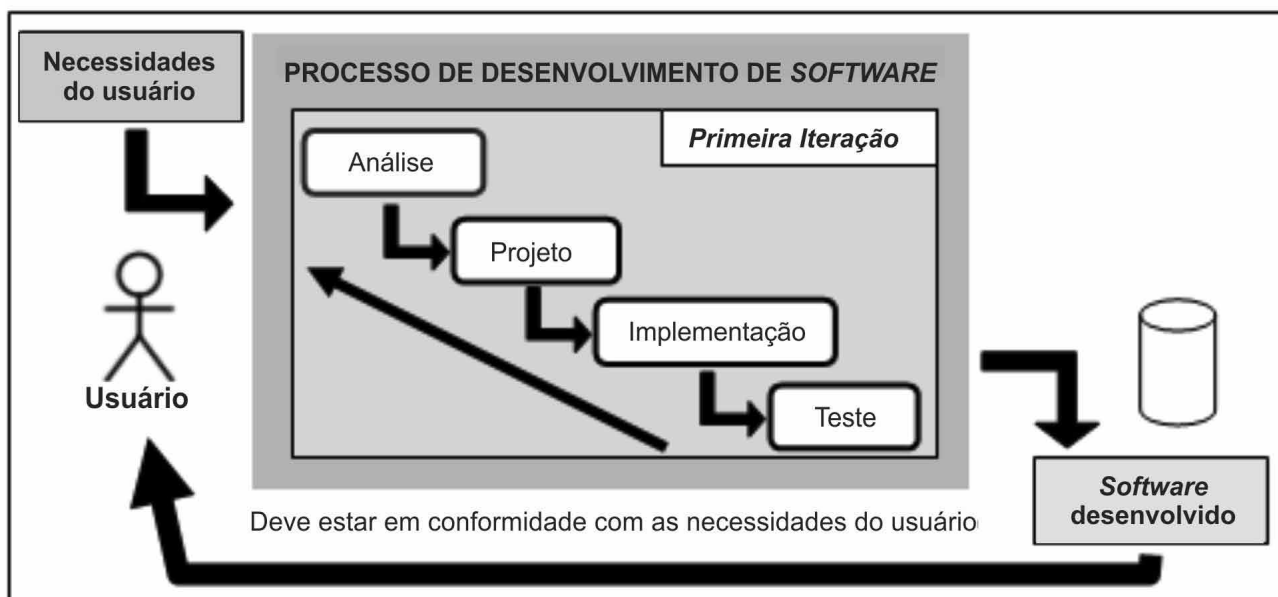 Necessidades
do usuário
PROCESSO DE DESENVOLVIMENTO DE SOFTWARE
Primeira Iteração
Análise
Projeto
Implementação
Teste
Usuário
Software
desenvolvido
Deve estar em conformidade com as necessidades do usuário